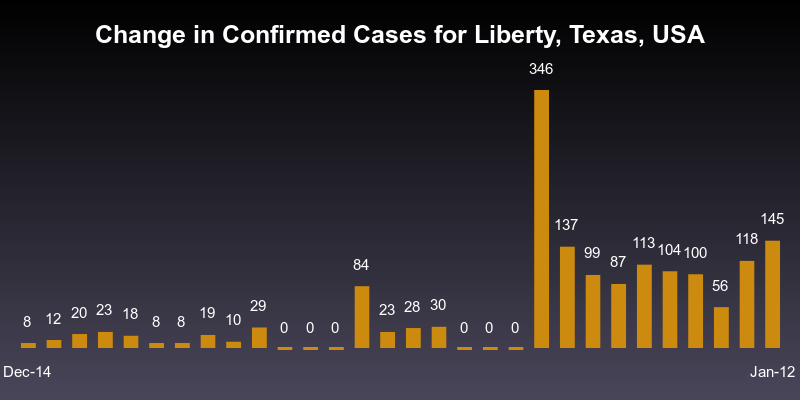 Change in Confirmed Cases for Liberty, Texas, USA
346
145
137
118
113 104 100
99
87
84
56
8 12 20 23 18 8 8 19 10 29 0 0 0 23 28 30 0 0 0
Dec-14 Jan-12